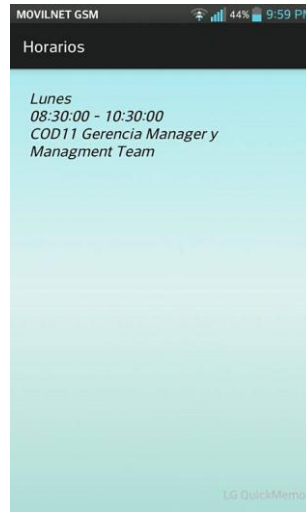 MOVILNET GSM 44% 9:59 PM
Horarios
Lunes
08:30:00 - 10:30:00
COD11 Gerencia Manager y
Managment Team
LG QuickMemo